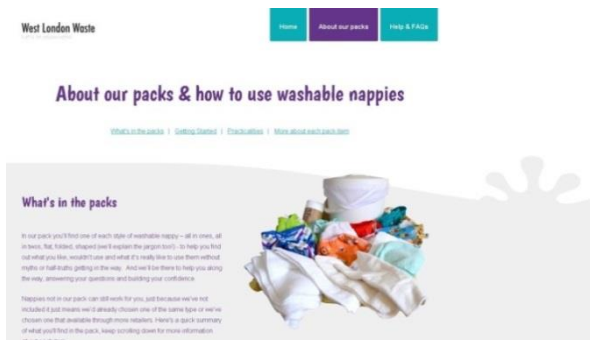 West London Waste
Home
About our packs
Help & FAQs
About our packs & how to use washable nappies
What's in the packs | Getting Started | Practicalities | More about each pack item
What's in the packs
In our pack you'll find one of each style of washable nappy – all in ones, all
in twos, flat, folded, shaped (we'll explain the jargon too!) - to help you find
out what you like, wouldn't use and what it's really like to use them without
myths or half-truths getting in the way. And we'll be there to help you along
the way, answering your questions and building your confidence
Nappies not in our pack can still work for you, just because we've not
included it just means we'd already chosen one of the same type or we've
chosen one that available through more retailers. Here's a quick summary
of what you'll find in the pack, keep scrolling down for more information